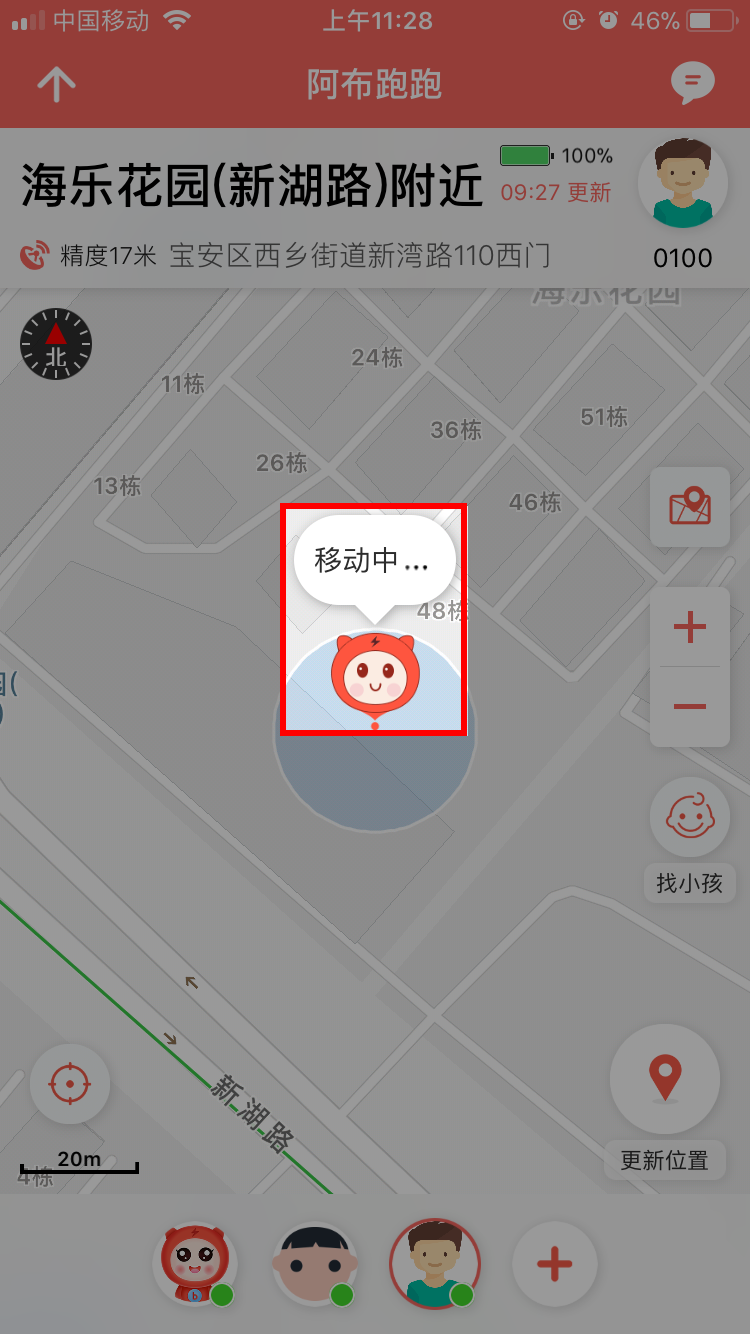 中国移动
上午11:28
46%
阿布跑跑
海乐花园(新湖路)附近
100%
09:27 更新
精度17米
宝安区西乡街道新湾路110西门
0100
海乐花园
北
24栋
11栋
51栋
36栋
26栋
13栋
46栋
移动中...
48栋
找小孩
新湖路
20m
4栋
更新位置